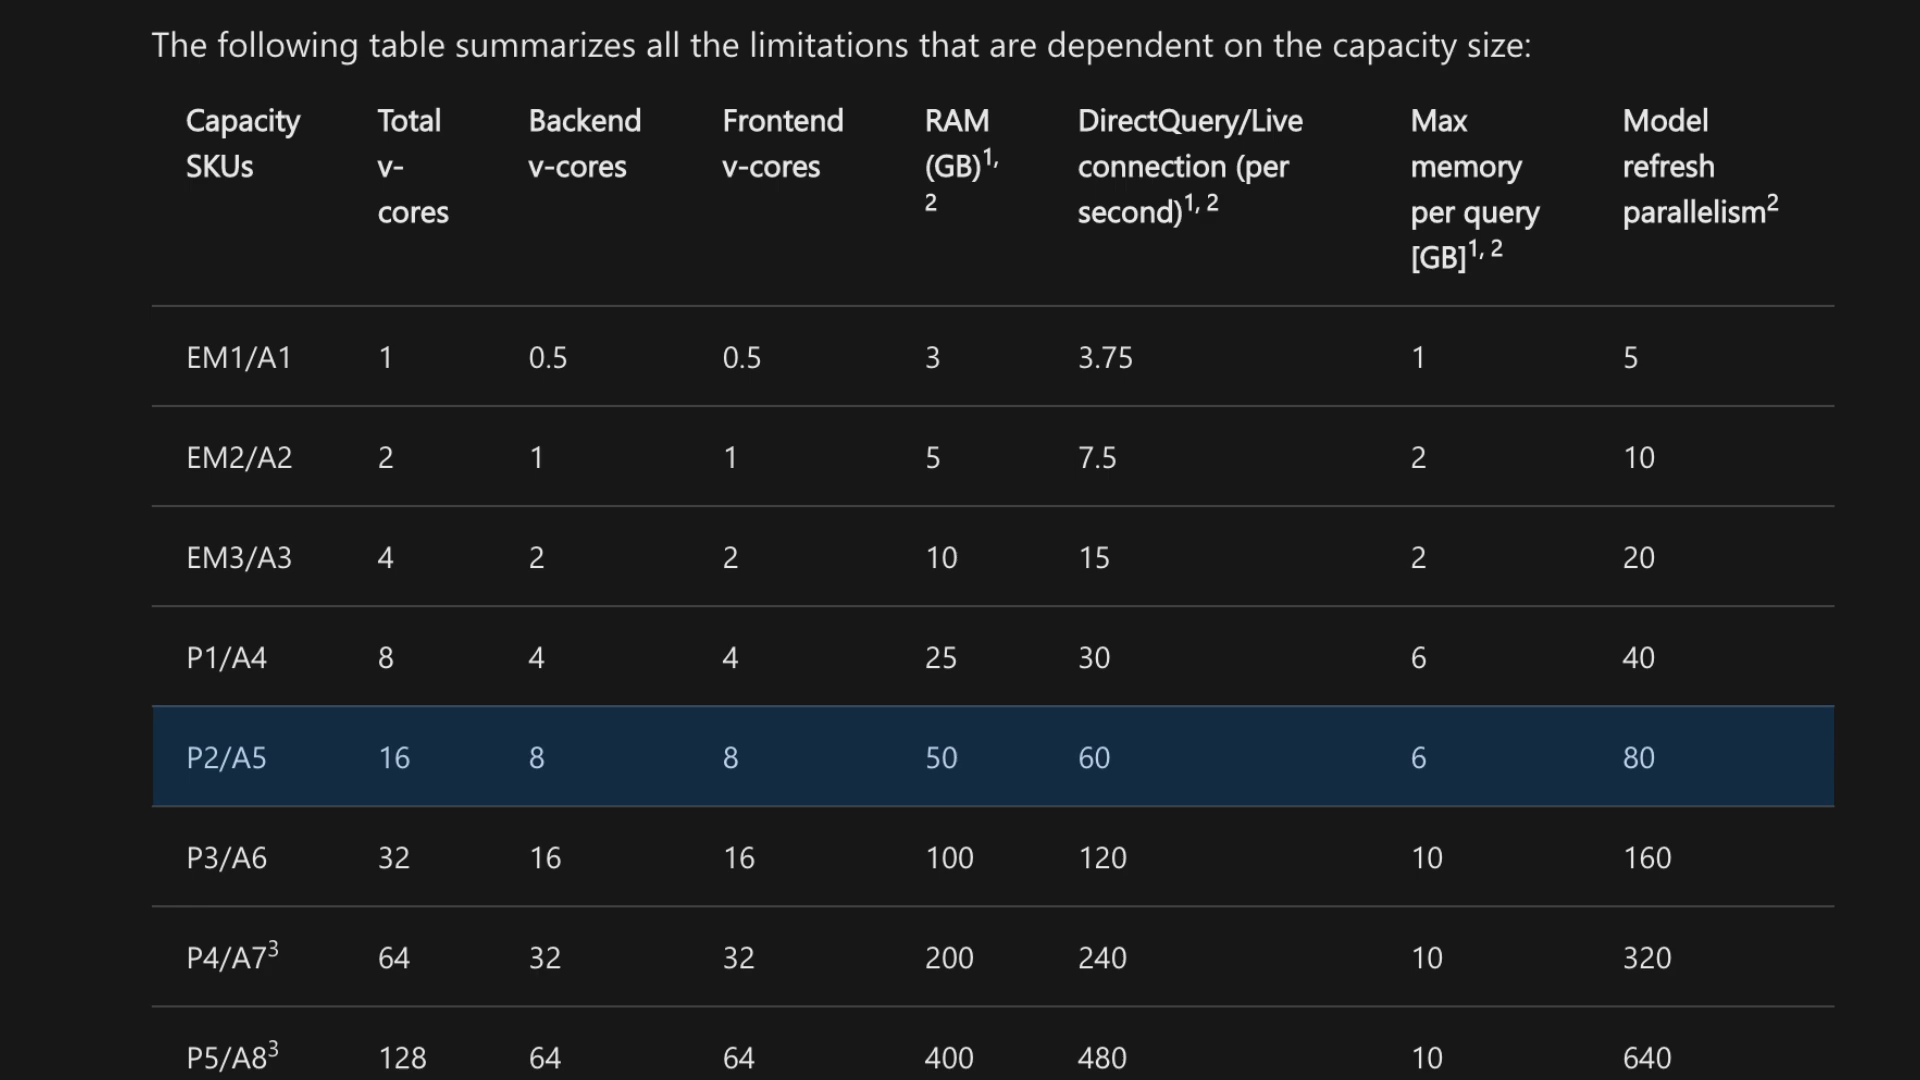 The following table summarizes all the limitations that are dependent on the capacity size:
Capacity SKUs Total v-cores Backend v-cores Frontend v-cores RAM (GB)1, 2 DirectQuery/Live connection (per second)1, 2 Max memory per query [GB]1, 2 Model refresh parallelism2
EM1/A1 1 0.5 0.5 3 3.75 1 5
EM2/A2 2 1 1 5 7.5 2 10
EM3/A3 4 2 2 10 15 2 20
P1/A4 8 4 4 25 30 6 40
P2/A5 16 8 8 50 60 6 80
P3/A6 32 16 16 100 120 10 160
P4/A73 64 32 32 200 240 10 320
P5/A83 128 64 64 400 480 10 640